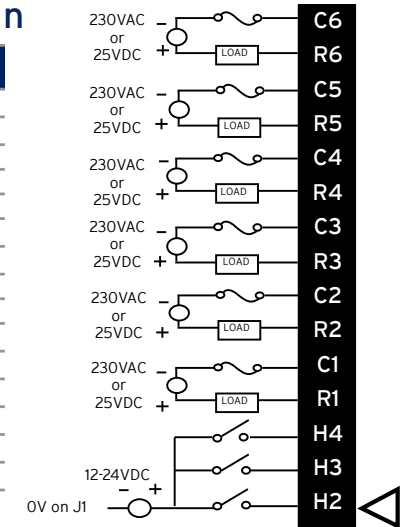 n
230VAC
or
25VDC
− +
LOAD
C6
R6
230VAC
or
25VDC
− +
LOAD
C5
R5
230VAC
or
25VDC
− +
LOAD
C4
R4
230VAC
or
25VDC
− +
LOAD
C3
R3
230VAC
or
25VDC
− +
LOAD
C2
R2
230VAC
or
25VDC
− +
LOAD
C1
R1
H4
H3
12-24VDC
− +
0V on J1
H2